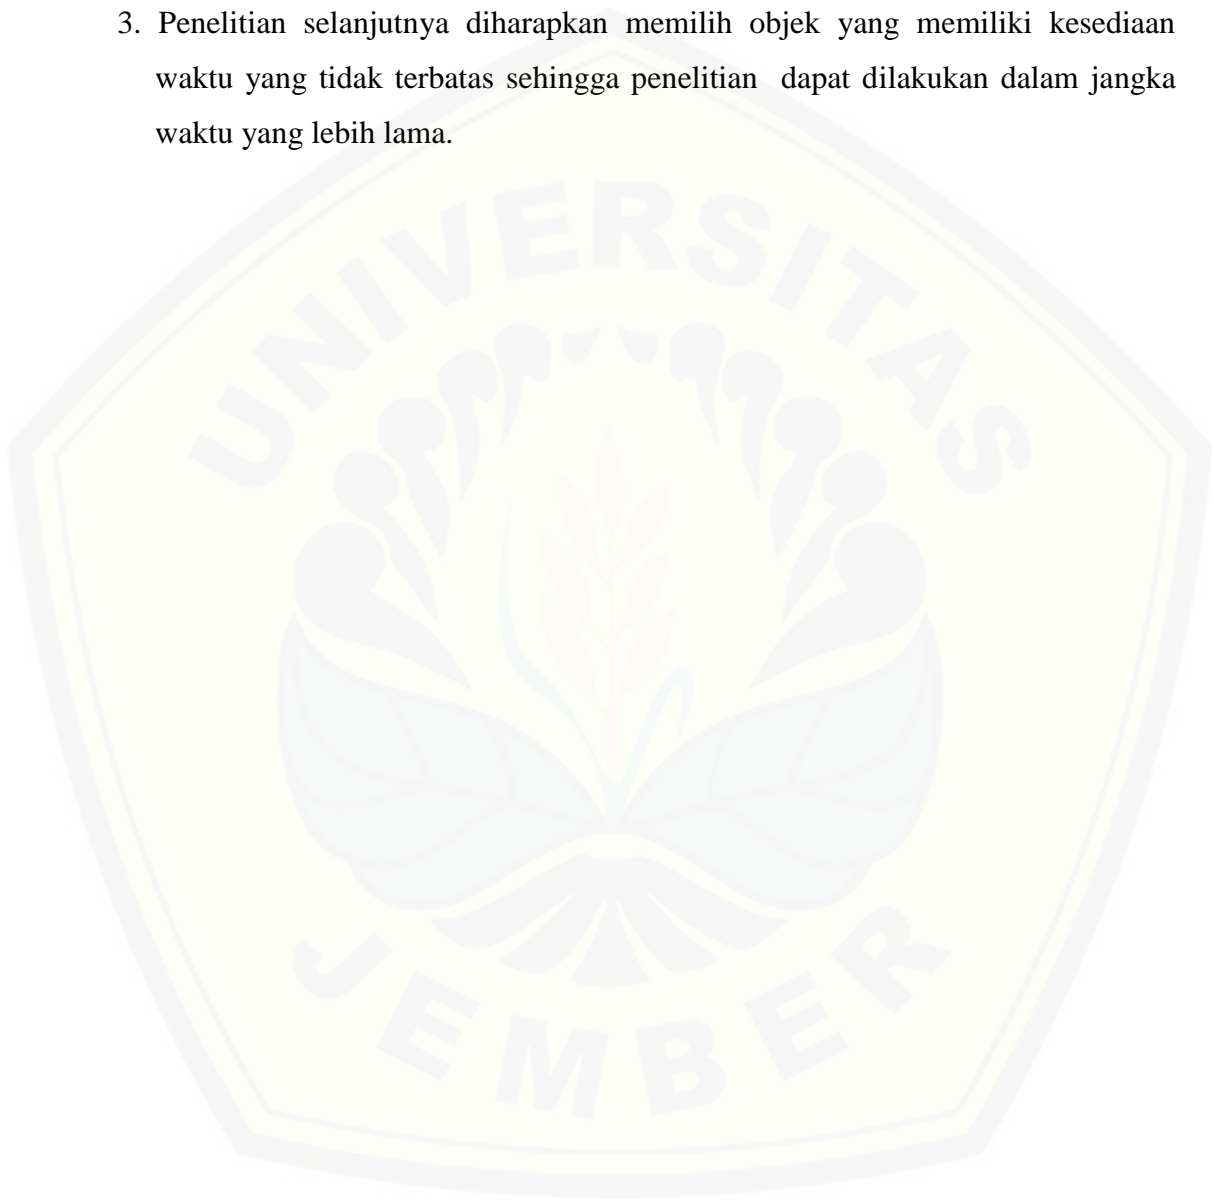 3. Penelitian selanjutnya diharapkan memilih objek yang memiliki kesediaan
waktu yang tidak terbatas sehingga penelitian dapat dilakukan dalam jangka
waktu yang lebih lama.
UNIVERSITAS
JEMBER